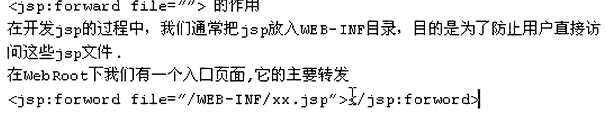 <jsp:forward file=""> 的作用
在开发jsp的过程中，我们通常把jsp放入WEB-INF目录，目的是为了防止用户直接访
问这些jsp文件.
在WebRoot下我们有一个入口页面,它的主要转发
<jsp:forword file="/WEB-INF/xx.jsp"></jsp:forword>